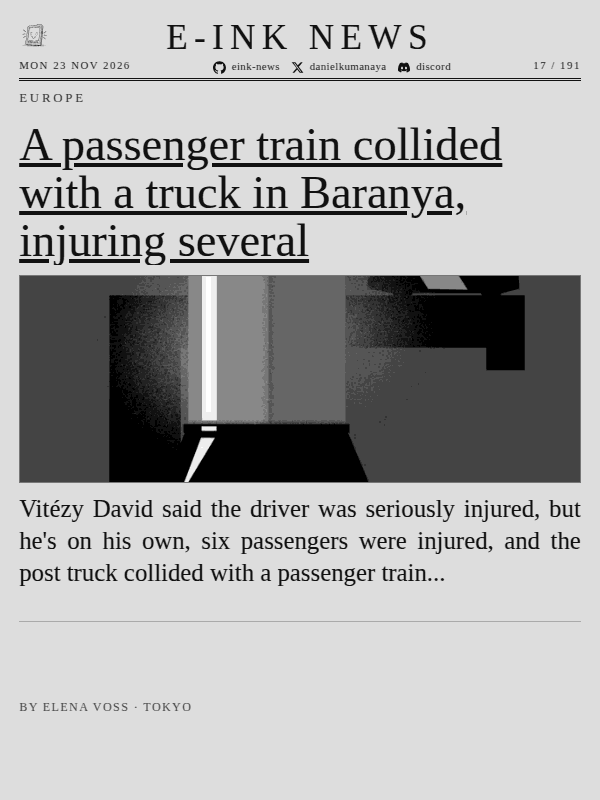 E-INK NEWS
MON 23 NOV 2026
eink-news danielkumanaya discord
17 / 191
EUROPE
A passenger train collided
with a truck in Baranya,
injuring several
Vitézy David said the driver was seriously injured, but
he's on his own, six passengers were injured, and the
post truck collided with a passenger train...
BY ELENA VOSS · TOKYO